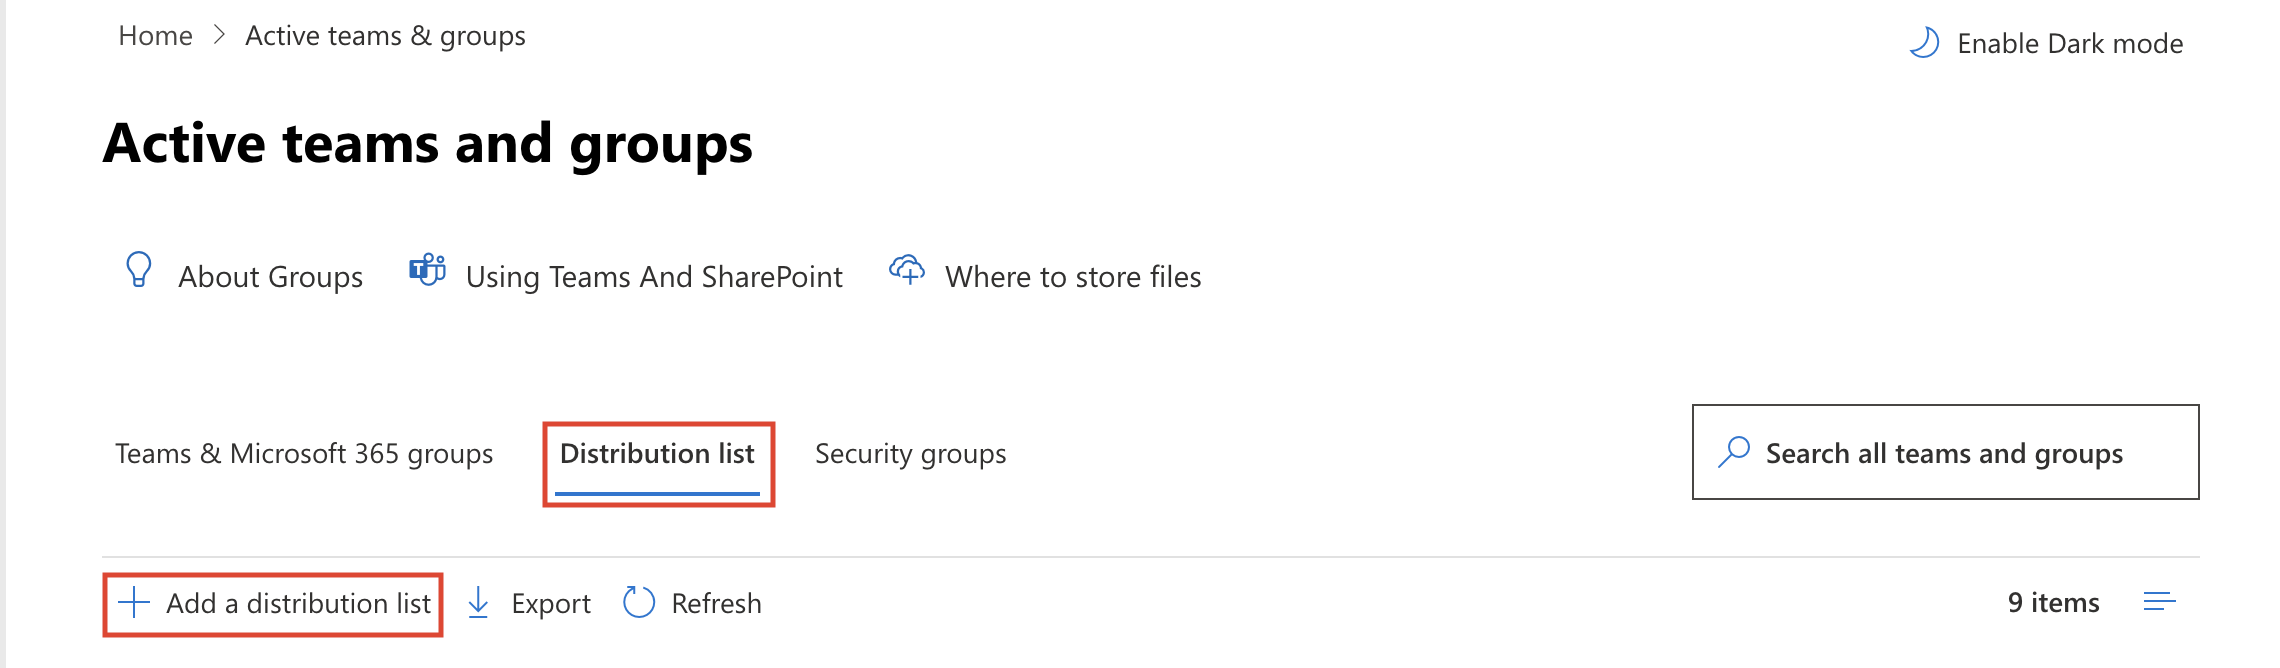 Home > Active teams & groups
Enable Dark mode
Active teams and groups
About Groups
Using Teams And SharePoint
Where to store files
Teams & Microsoft 365 groups
Distribution list
Security groups
Search all teams and groups
Add a distribution list
Export
Refresh
9 items